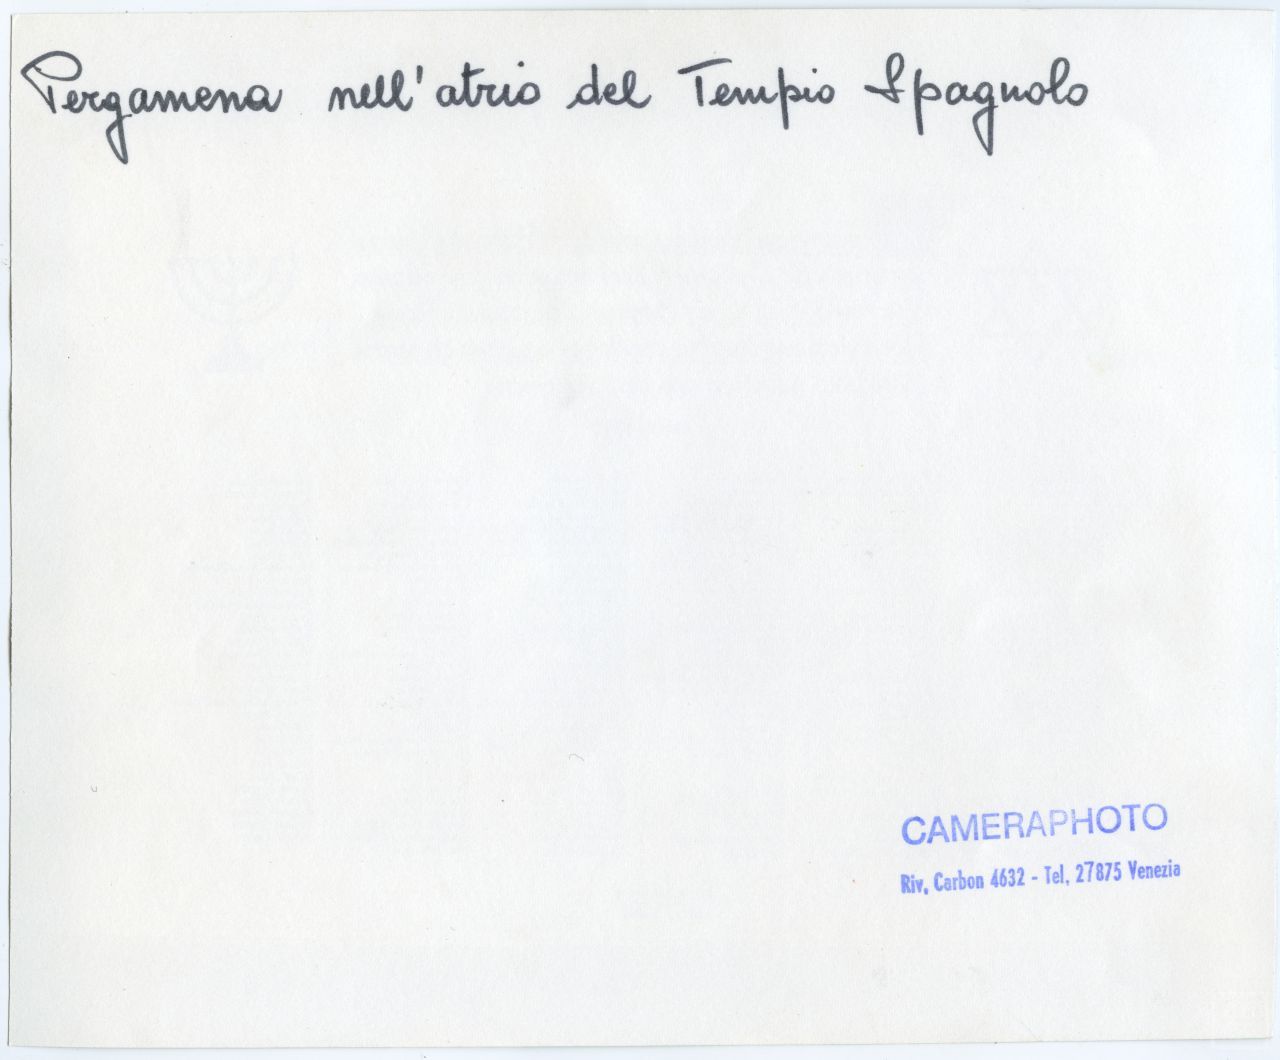 Pergamena nell'atrio del Tempio Spagnolo
CAMERAPHOTO
Riv. Carbon 4632 - Tel. 27875 Venezia